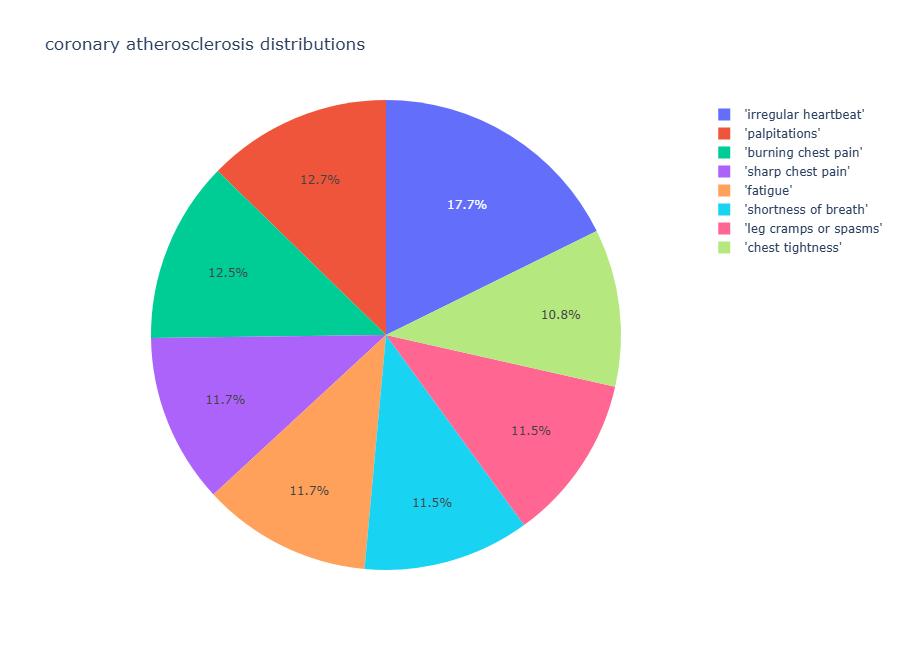 coronary atherosclerosis distributions
'irregular heartbeat'
'palpitations'
'burning chest pain'
'sharp chest pain'
'fatigue'
'shortness of breath'
'leg cramps or spasms'
'chest tightness'
12.7%
17.7%
12.5%
10.8%
11.7%
11.5%
11.7%
11.5%